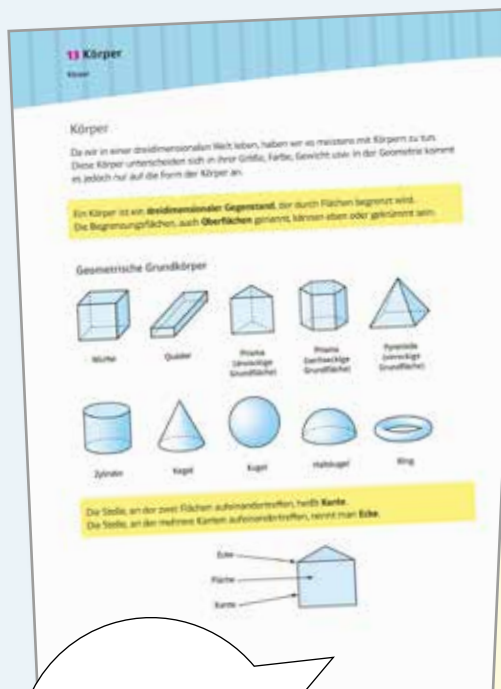 13 Körper
Körper
Körper
Da wir in einer dreidimensionalen Welt leben, haben wir es meistens mit Körpern zu tun.
Diese Körper unterscheiden sich in ihrer Größe, Farbe, Gewicht usw. In der Geometrie kommt
es jedoch nur auf die Form der Körper an.
Ein Körper ist ein dreidimensionaler Gegenstand, der durch Flächen begrenzt wird.
Die Begrenzungsflächen, auch Oberflächen genannt, können eben oder gekrümmt sein.
Geometrische Grundkörper
Würfel
Quader
Prisma
(dreieckige
Grundfläche)
Prisma
(sechseckige
Grundfläche)
Pyramide
(viereckige
Grundfläche)
Zylinder
Kegel
Kugel
Halbkugel
Ring
Die Stelle, an der zwei Flächen aufeinandertreffen, heißt Kante.
Die Stelle, an der mehrere Kanten aufeinandertreffen, nennt man Ecke.
Ecke
Fläche
Kante